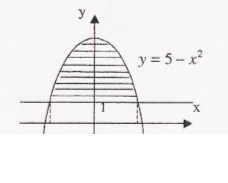 y
y = 5 – x²
1
x